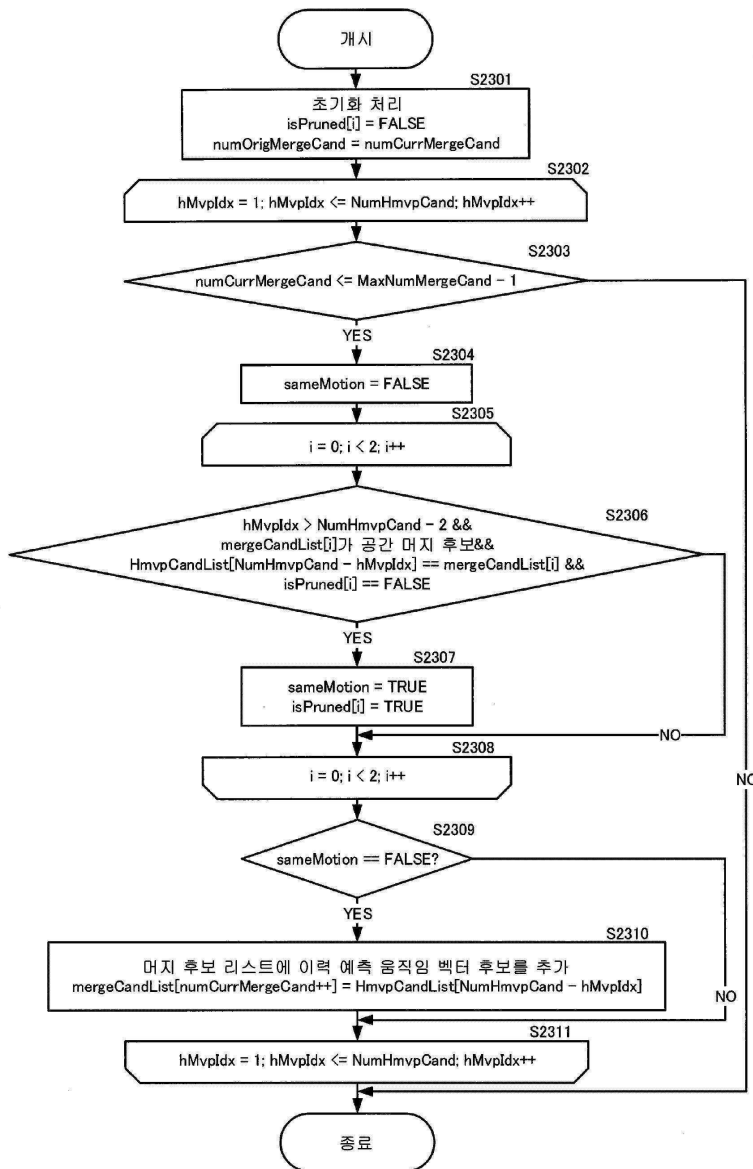 개시
S2301
초기화 처리
isPruned[i] = FALSE
numOrigMergeCand = numCurrMergeCand
S2302
hMvpIdx = 1; hMvpIdx <= NumHmvpCand; hMvpIdx++
S2303
numCurrMergeCand <= MaxNumMergeCand - 1
YES
S2304
sameMotion = FALSE
S2305
i = 0; i < 2; i++
S2306
hMvpIdx > NumHmvpCand - 2 &&
mergeCandList[i]가 공간 머지 후보&&
HmvpCandList[NumHmvpCand - hMvpIdx] == mergeCandList[i] &&
isPruned[i] == FALSE
YES
S2307
sameMotion = TRUE
isPruned[i] = TRUE
NO
S2308
i = 0; i < 2; i++
NO
S2309
sameMotion == FALSE?
YES
S2310
머지 후보 리스트에 이력 예측 움직임 벡터 후보를 추가
mergeCandList[numCurrMergeCand++] = HmvpCandList[NumHmvpCand - hMvpIdx]
NO
S2311
hMvpIdx = 1; hMvpIdx <= NumHmvpCand; hMvpIdx++
종료